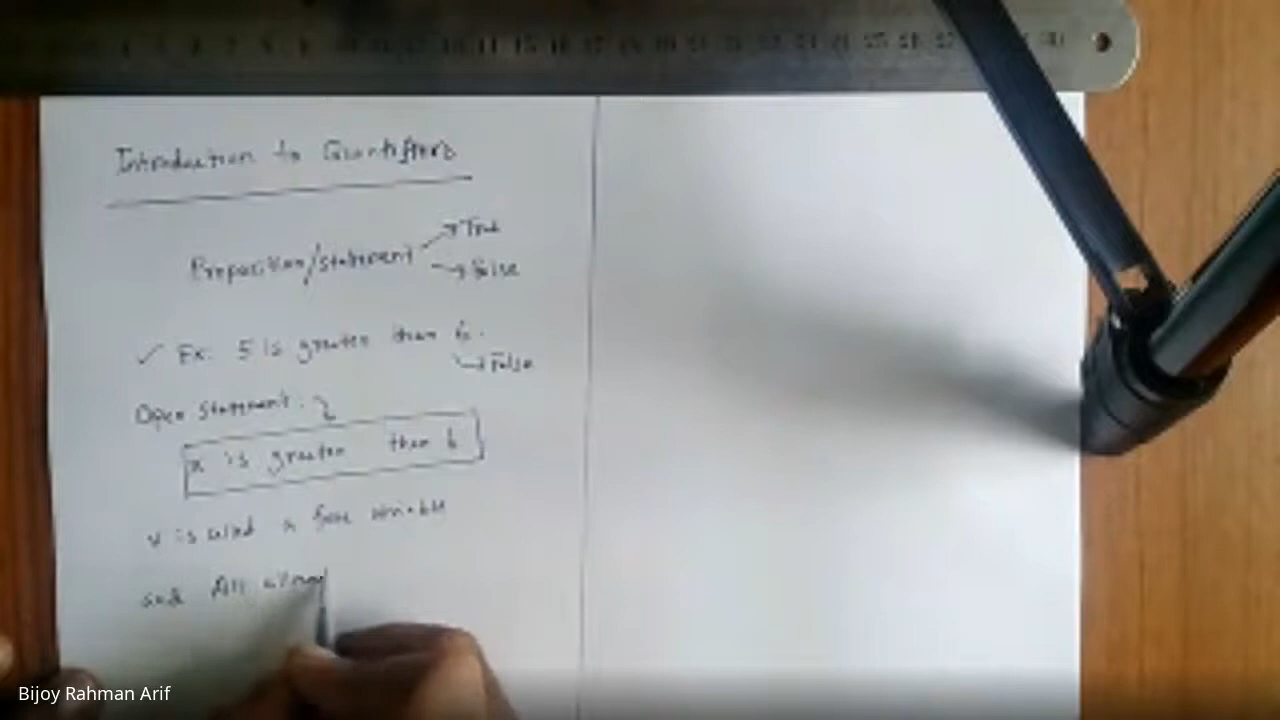 Introduction to Quantifiers
Proposition/statement
True
False
✓ Ex. 5 is greater than 6.
False
Open Statement.
x is greater than 6
x is called a free variable
and All
Bijoy Rahman Arif